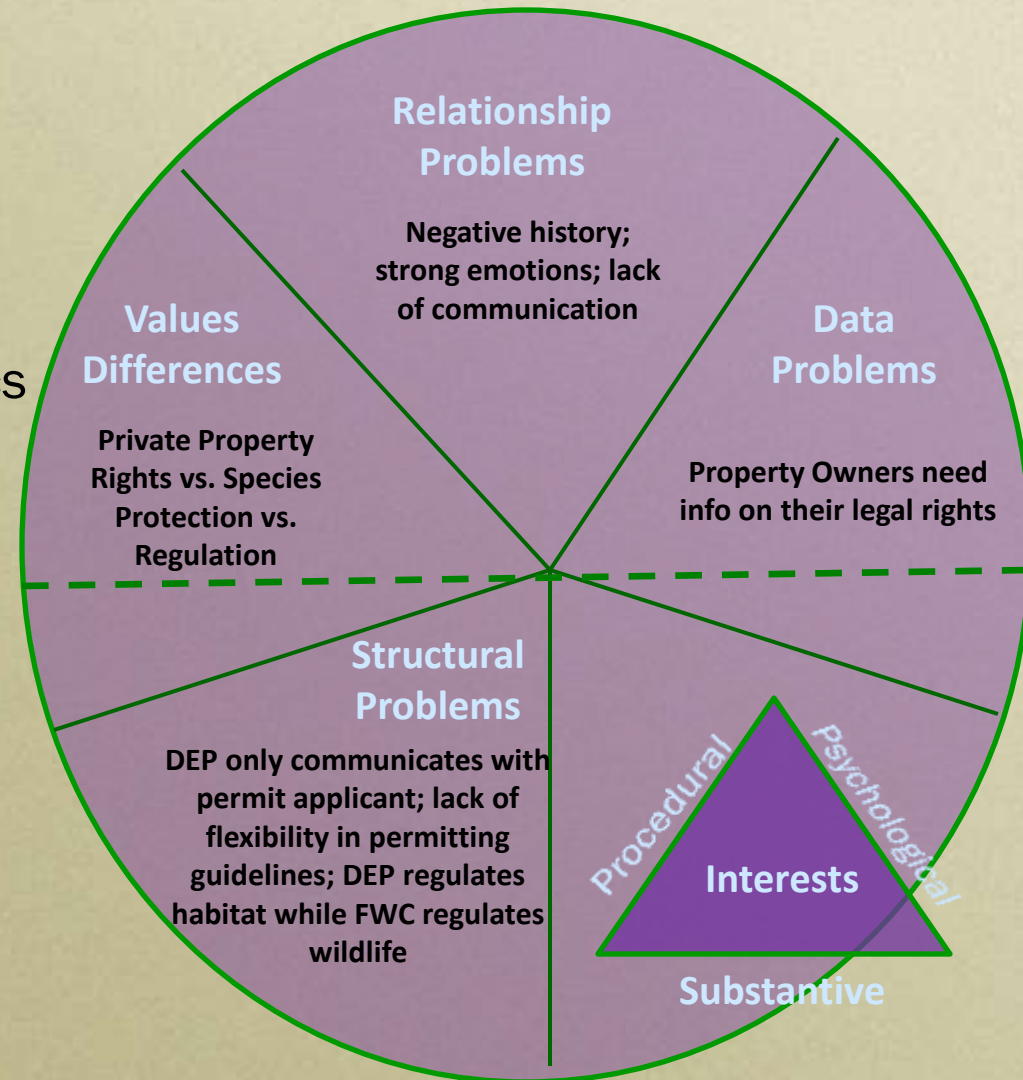 Relationship
Problems
Negative history;
strong emotions; lack
of communication
Values
Differences
Private Property
Rights vs. Species
Protection vs.
Regulation
Data
Problems
Property Owners need
info on their legal rights
Structural
Problems
DEP only communicates with
permit applicant; lack of
flexibility in permitting
guidelines; DEP regulates
habitat while FWC regulates
wildlife
Procedural
Psychological
Interests
Substantive